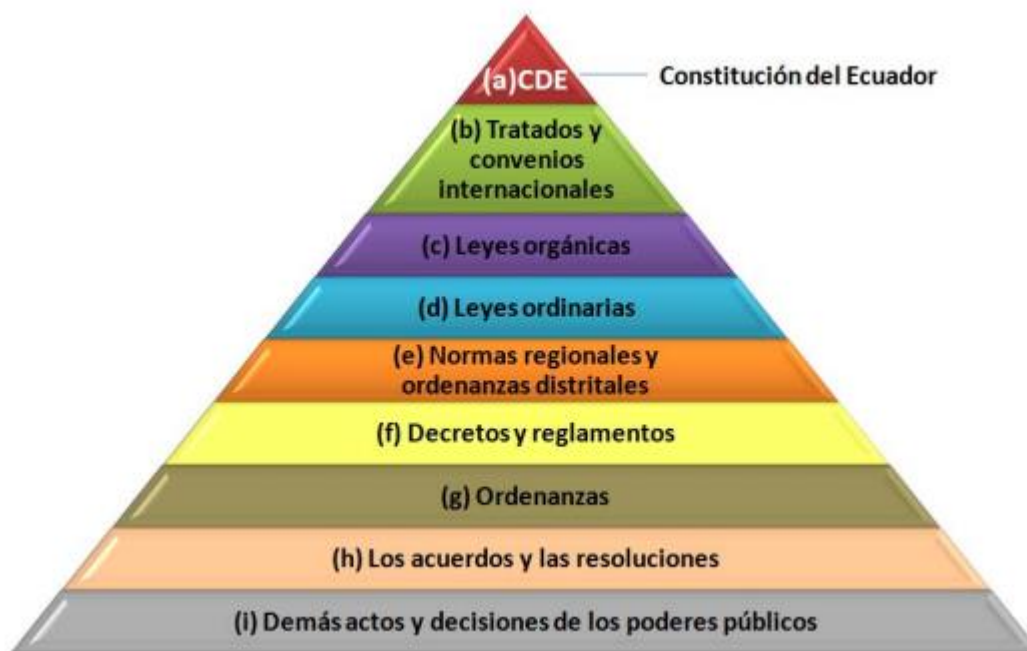 (a)CDE
Constitución del Ecuador
(b) Tratados y
convenios
internacionales
(c) Leyes orgánicas
(d) Leyes ordinarias
(e) Normas regionales y
ordenanzas distritales
(f) Decretos y reglamentos
(g) Ordenanzas
(h) Los acuerdos y las resoluciones
(i) Demás actos y decisiones de los poderes públicos